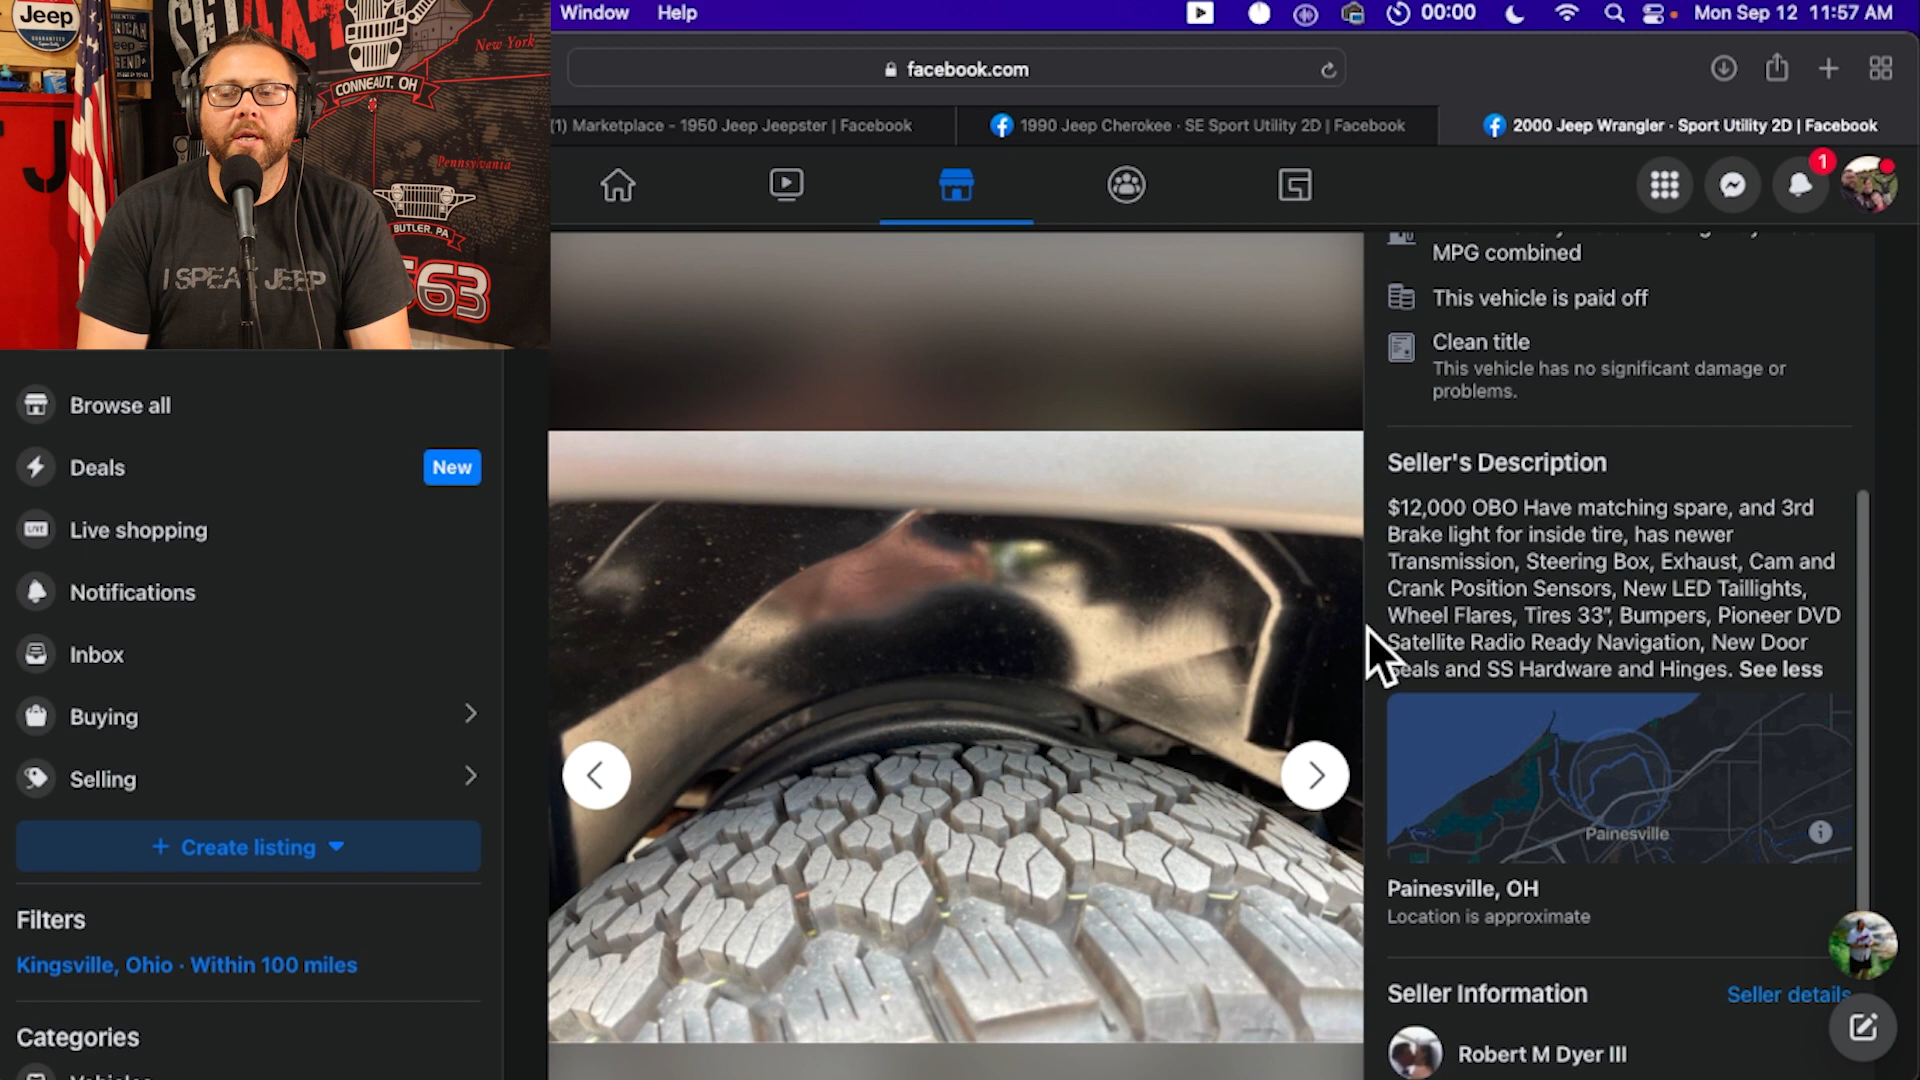 Window Help 00:00 Mon Sep 12 11:57 AM
facebook.com
(1) Marketplace - 1950 Jeep Jeepster | Facebook
1990 Jeep Cherokee · SE Sport Utility 2D | Facebook
2000 Jeep Wrangler · Sport Utility 2D | Facebook
1
Jeep
AMERICAN
New York
CONNEAUT, OH
Pennsylvania
BUTLER, PA
563
J
I SPEAK JEEP
Browse all
Deals New
LIVE Live shopping
Notifications
Inbox
Buying
Selling
+ Create listing
Filters
Kingsville, Ohio · Within 100 miles
Categories
MPG combined
This vehicle is paid off
Clean title
This vehicle has no significant damage or
problems.
Seller's Description
$12,000 OBO Have matching spare, and 3rd
Brake light for inside tire, has newer
Transmission, Steering Box, Exhaust, Cam and
Crank Position Sensors, New LED Taillights,
Wheel Flares, Tires 33”, Bumpers, Pioneer DVD
Satellite Radio Ready Navigation, New Door
Seals and SS Hardware and Hinges. See less
Painesville
Painesville, OH
Location is approximate
Seller Information Seller details
Robert M Dyer III